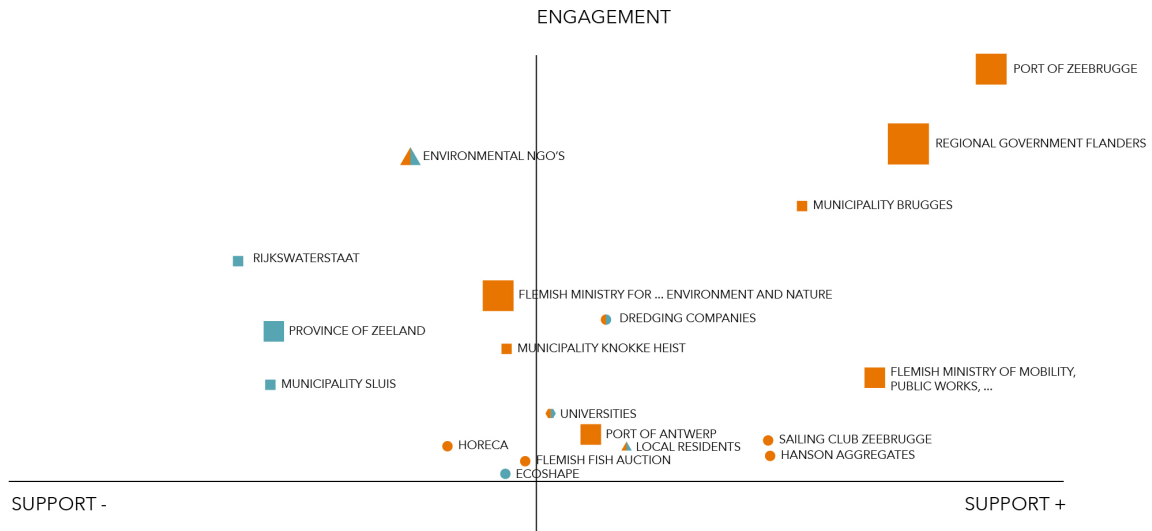 ENGAGEMENT
PORT OF ZEEBRUGGE
REGIONAL GOVERNMENT FLANDERS
ENVIRONMENTAL NGO'S
MUNICIPALITY BRUGGES
RIJKSWATERSTAAT
FLEMISH MINISTRY FOR ... ENVIRONMENT AND NATURE
DREDGING COMPANIES
PROVINCE OF ZEELAND
MUNICIPALITY KNOKKE HEIST
FLEMISH MINISTRY OF MOBILITY,
PUBLIC WORKS, ...
MUNICIPALITY SLUIS
UNIVERSITIES
PORT OF ANTWERP
SAILING CLUB ZEEBRUGGE
HORECA
LOCAL RESIDENTS
HANSON AGGREGATES
FLEMISH FISH AUCTION
ECOSHAPE
SUPPORT -
SUPPORT +